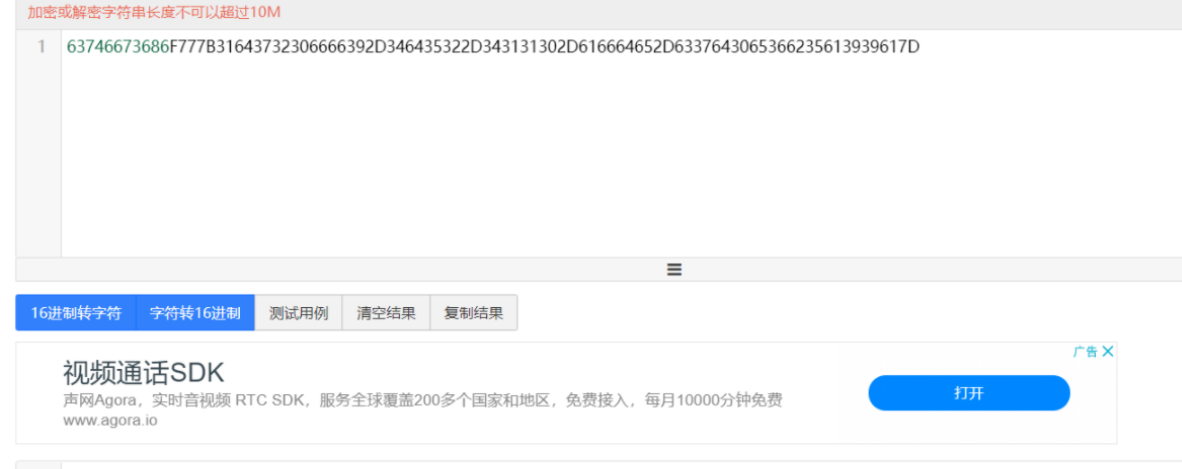 加密或解密字符串长度不可以超过10M
1 63746673686F777B31643732306666392D346435322D343131302D616664652D6337643065366235613939617D
16进制转字符 字符转16进制 测试用例 清空结果 复制结果
广告
视频通话SDK
声网Agora，实时音视频 RTC SDK，服务全球覆盖200多个国家和地区，免费接入，每月10000分钟免费
打开
www.agora.io